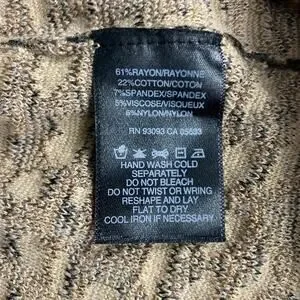 61%RAYON/RAYONNE
22%COTTON/COTON
7%SPANDEX/SPANDEX
5%VISCOSE/VISQUEUX
5%NYLON/NYLON
RN 93093 CA 05593
HAND WASH COLD
SEPARATELY
DO NOT BLEACH
DO NOT TWIST OR WRING
RESHAPE AND LAY
FLAT TO DRY
COOL IRON IF NECESSARY